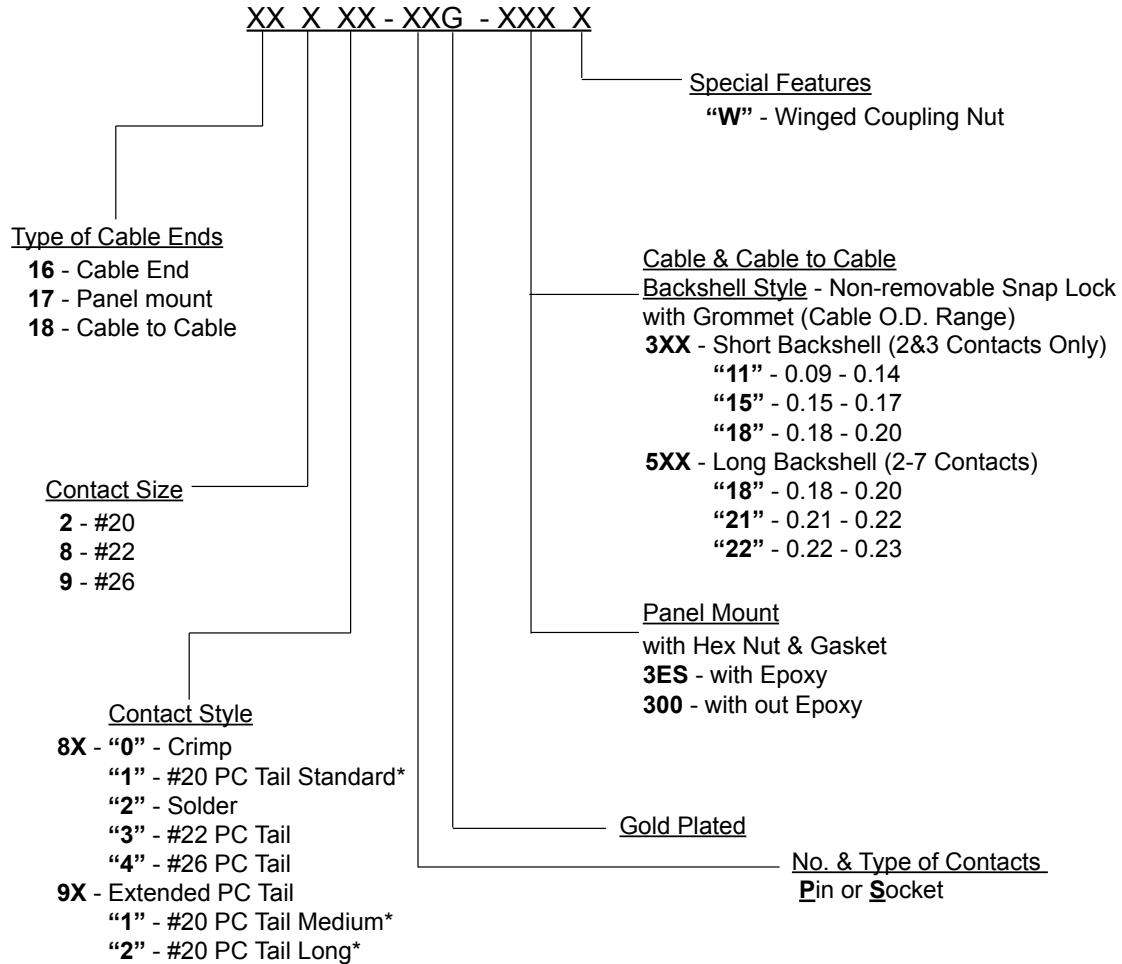 XX X XX - XXG - XXX X
Special Features
“W” - Winged Coupling Nut
Type of Cable Ends
16 - Cable End
17 - Panel mount
18 - Cable to Cable
Cable & Cable to Cable
Backshell Style - Non-removable Snap Lock
with Grommet (Cable O.D. Range)
3XX - Short Backshell (2&3 Contacts Only)
“11” - 0.09 - 0.14
“15” - 0.15 - 0.17
“18” - 0.18 - 0.20
5XX - Long Backshell (2-7 Contacts)
“18” - 0.18 - 0.20
“21” - 0.21 - 0.22
“22” - 0.22 - 0.23
Contact Size
2 - #20
8 - #22
9 - #26
Panel Mount
with Hex Nut & Gasket
3ES - with Epoxy
300 - with out Epoxy
Contact Style
8X - “0” - Crimp
“1” - #20 PC Tail Standard*
“2” - Solder
“3” - #22 PC Tail
“4” - #26 PC Tail
9X - Extended PC Tail
“1” - #20 PC Tail Medium*
“2” - #20 PC Tail Long*
Gold Plated
No. & Type of Contacts
Pin or Socket